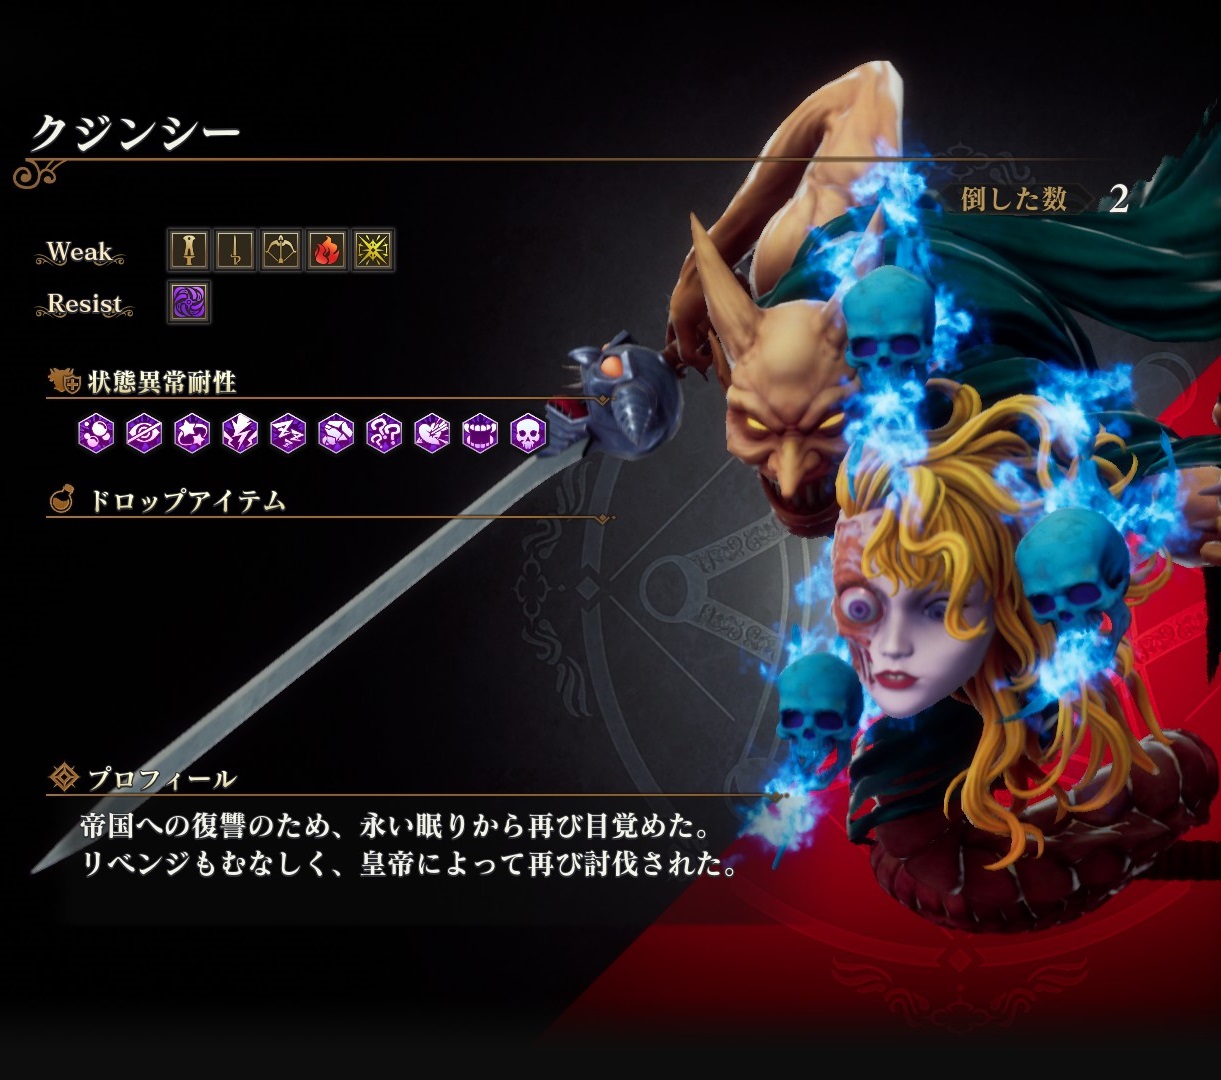 クジンシー
倒した数 2
Weak
Resist
状態異常耐性
ドロップアイテム
プロフィール
帝国への復讐のため、永い眠りから再び目覚めた。
リベンジもむなしく、皇帝によって再び討伐された。